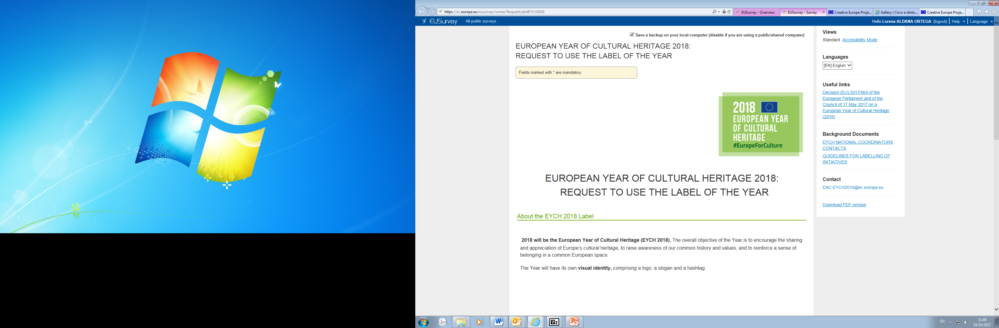 https://ec.europa.eu/eusurvey/runner/RequestLabelEYCH2018
EUSurvey - Overview
EUSurvey - Survey
Creative Europe Proje...
Gallery | Circo e dinto...
Creative Europe Proje...
EUSurvey
All public surveys
Hello Lorena ALDANA ORTEGA (logout) | Help | Language
Save a backup on your local computer (disable if you are using a public/shared computer)
EUROPEAN YEAR OF CULTURAL HERITAGE 2018:
REQUEST TO USE THE LABEL OF THE YEAR
Fields marked with * are mandatory.
2018
EUROPEAN YEAR
OF CULTURAL
HERITAGE
#EuropeForCulture
EUROPEAN YEAR OF CULTURAL HERITAGE 2018:
REQUEST TO USE THE LABEL OF THE YEAR
About the EYCH 2018 Label
2018 will be the European Year of Cultural Heritage (EYCH 2018). The overall objective of the Year is to encourage the sharing
and appreciation of Europe's cultural heritage, to raise awareness of our common history and values, and to reinforce a sense of
belonging in a common European space.
The Year will have its own visual identity, comprising a logo, a slogan and a hashtag:
Views
Standard Accessibility Mode
Languages
[EN] English
Useful links
Decision (EU) 2017/864 of the
European Parliament and of the
Council of 17 May 2017 on a
European Year of Cultural Heritage
(2018)
Background Documents
EYCH NATIONAL COORDINATORS
CONTACTS
GUIDELINES FOR LABELLING OF
INITIATIVES
Contact
EAC-EYCH2018@ec.europa.eu
Download PDF version
EN
11:48
24/10/2017